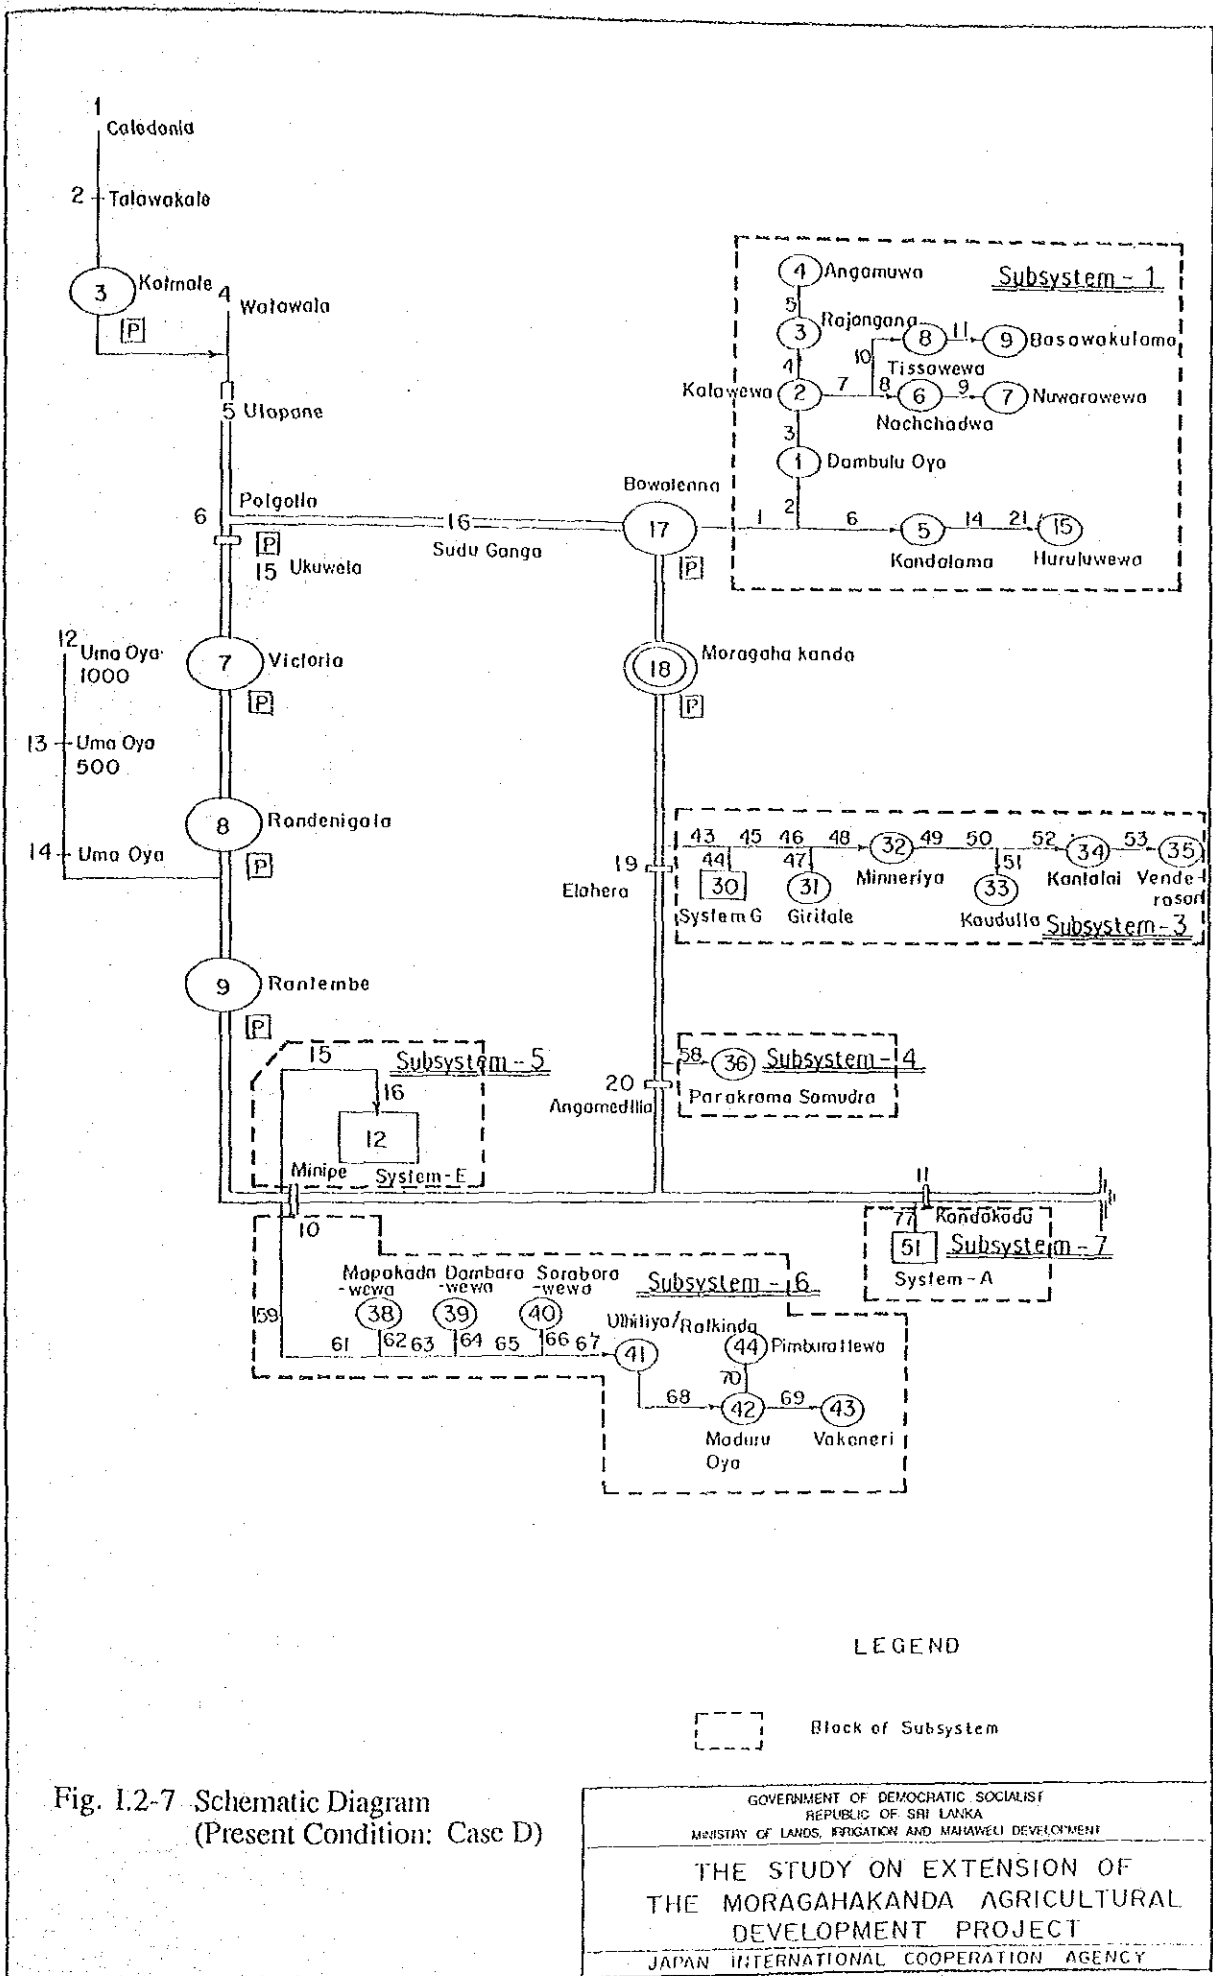 1
Caledonia
2 Talawakale
3 Kotmale
P
4
Watawala
5 Ulapane
6 Polgolla
P
15 Ukuwela
16
Sudu Ganga
Bowatenna
17
P
7 Victoria
P
12 Uma Oya
1000
13 Uma Oya
500
14 Uma Oya
8 Randenigala
P
9 Rantembe
P
18 Moragaha kanda
P
Subsystem - 1
4 Angamuwa
5
3 Rajangana
4
Kalawewa 2
7
10
8
Tissawewa
11
9 Basawakulama
8
6
Nachchadwa
9
7 Nuwarawewa
3
1 Dambulu Oya
2
1
6
5
Kandalama
14
21
15
Huruluwewa
19
Elahera
43 45 46 48 32 49 50 52 34 53 35
44 47 51
30 31 Minneriya 33 Kantalai Vende-
rasan
System G Giritale Kaudulla Subsystem - 3
58 36 Subsystem - 4
20
Angamedilla Parakrama Samudra
15 Subsystem - 5
16
12
Minipe System - E
10
11
77 Kandakadu
51 Subsystem - 7
System - A
Mapakada Dambara Sorabora
-wewa -wewa -wewa Subsystem - 6
38 39 40
59
61 62 63 64 65 66 67
Ulhitiya/Ratkinda
41
44 Pimburattewa
70
68 42 69 43
Maduru
Oya
Vakaneri
LEGEND
Block of Subsystem
Fig. I.2-7 Schematic Diagram
(Present Condition: Case D)
GOVERNMENT OF DEMOCRATIC SOCIALIST
REPUBLIC OF SRI LANKA
MINISTRY OF LANDS, IRRIGATION AND MAHAWELI DEVELOPMENT
THE STUDY ON EXTENSION OF
THE MORAGAHAKANDA AGRICULTURAL
DEVELOPMENT PROJECT
JAPAN INTERNATIONAL COOPERATION AGENCY